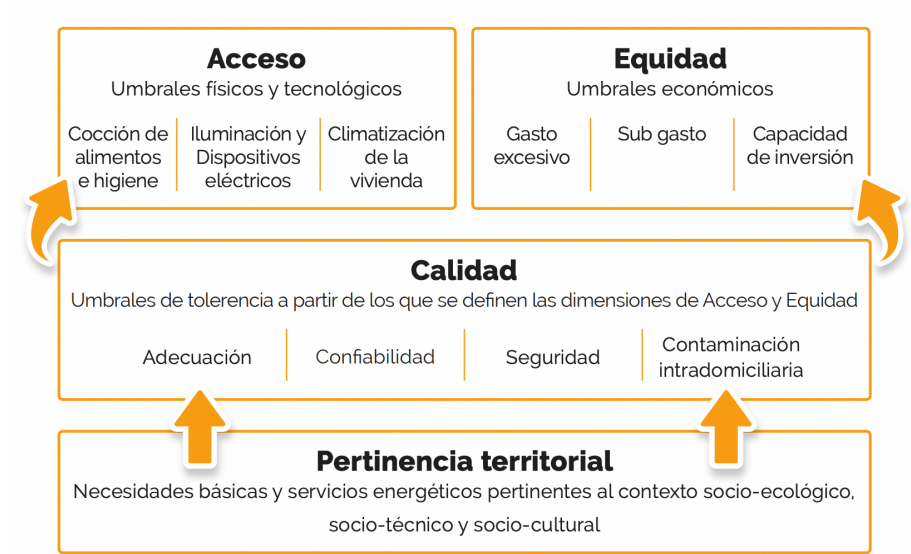 Acceso
Umbrales físicos y tecnológicos
Cocción de
alimentos
e higiene
Iluminación y
Dispositivos
eléctricos
Climatización
de la
vivienda
Equidad
Umbrales económicos
Gasto
excesivo
Sub gasto
Capacidad
de inversión
Calidad
Umbrales de tolerencia a partir de los que se definen las dimensiones de Acceso y Equidad
Adecuación
Confiabilidad
Seguridad
Contaminación
intradomiciliaria
Pertinencia territorial
Necesidades básicas y servicios energéticos pertinentes al contexto socio-ecológico,
socio-técnico y socio-cultural